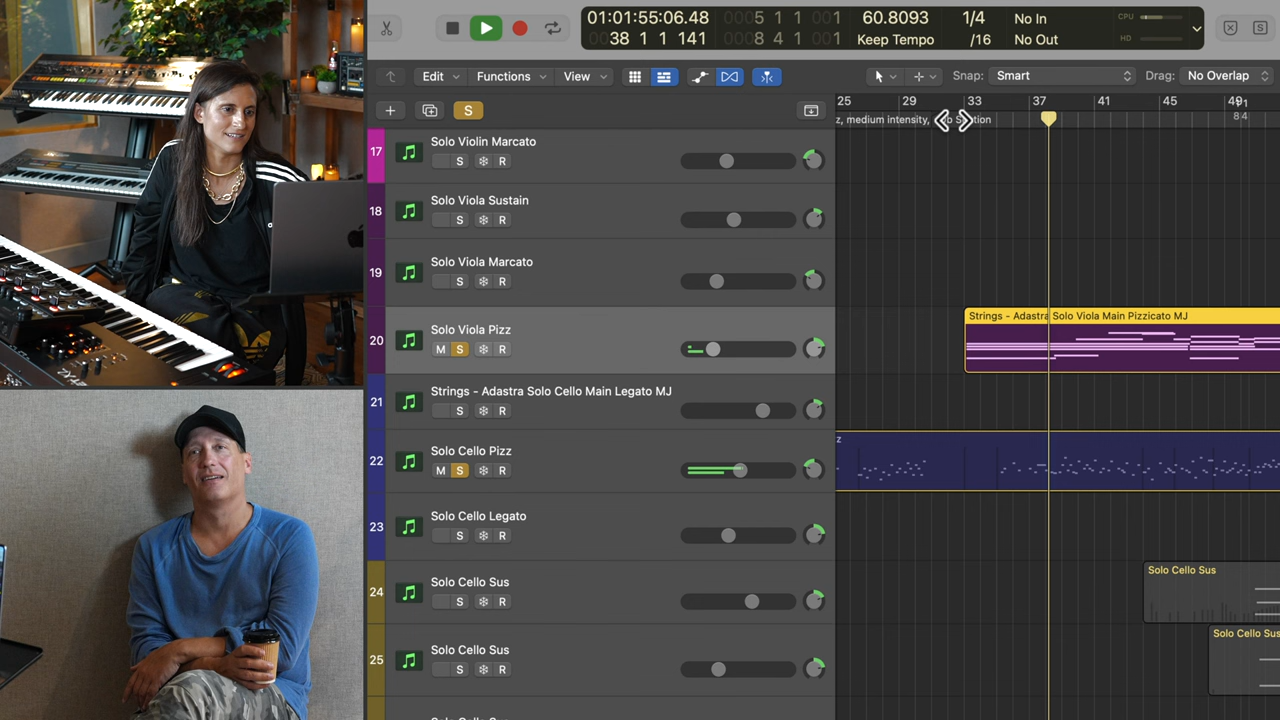 01:01:55:06.48
0038 1 1 141
0005 1 1 001
0008 4 1 001
60.8093
Keep Tempo
1/4
/16
No In
No Out
CPU
HD
S
Edit
Functions
View
Snap:
Smart
Drag:
No Overlap
S
25
29
33
37
41
45
49
z, medium intensity,
17
Solo Violin Marcato
S
R
18
Solo Viola Sustain
S
R
19
Solo Viola Marcato
S
R
20
Solo Viola Pizz
M
S
R
Strings - Adastra Solo Viola Main Pizzicato MJ
21
Strings - Adastra Solo Cello Main Legato MJ
S
R
22
Solo Cello Pizz
M
S
R
z
23
Solo Cello Legato
S
R
24
Solo Cello Sus
S
R
Solo Cello Sus
25
Solo Cello Sus
S
R
Solo Cello Sus